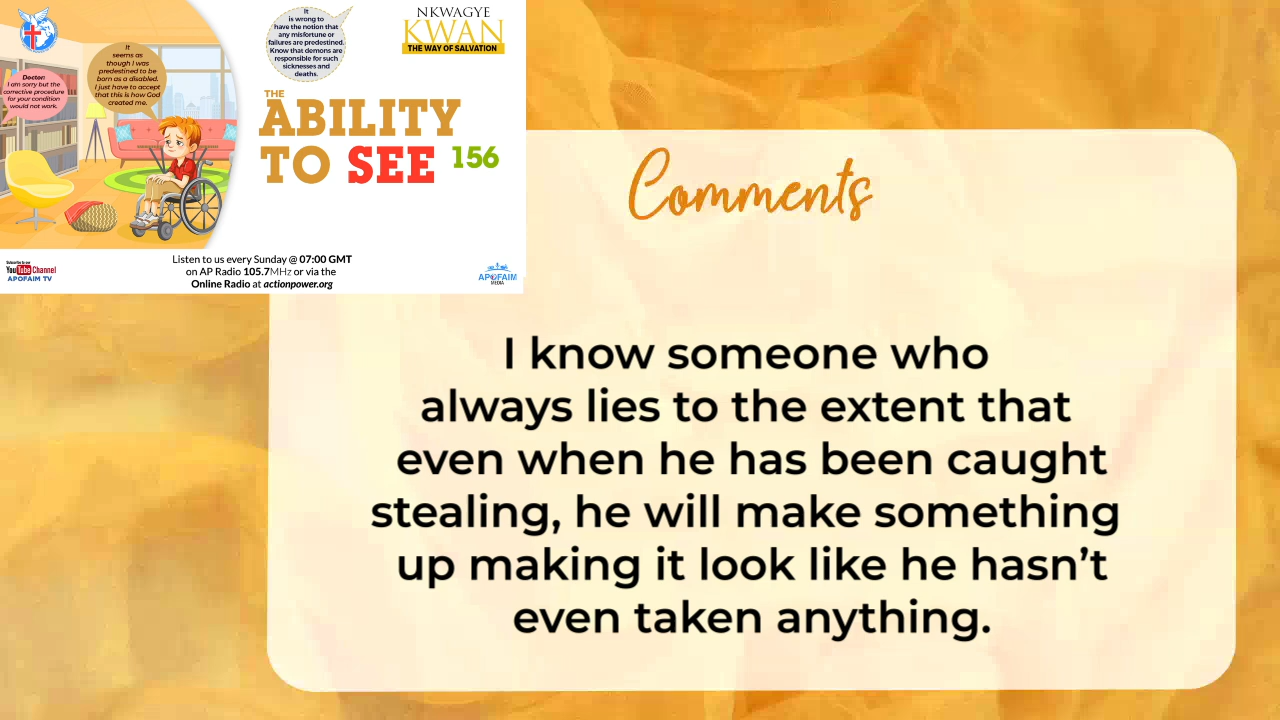 Doctor:
I am sorry but the
corrective procedure
for your condition
would not work.
It
seems as
though I was
predestined to be
born as a disabled.
I just have to accept
that this is how God
created me.
It
is wrong to
have the notion that
any misfortune or
failures are predestined.
Know that demons are
responsible for such
sicknesses and
deaths.
NKWAGYE
KWAN
THE WAY OF SALVATION
THE
ABILITY
TO SEE 156
Subscribe to our
YouTube Channel
APOFAIM TV
Listen to us every Sunday @ 07:00 GMT
on AP Radio 105.7MHz or via the
Online Radio at actionpower.org
APOFAIM
MEDIA
Comments
I know someone who
always lies to the extent that
even when he has been caught
stealing, he will make something
up making it look like he hasn't
even taken anything.